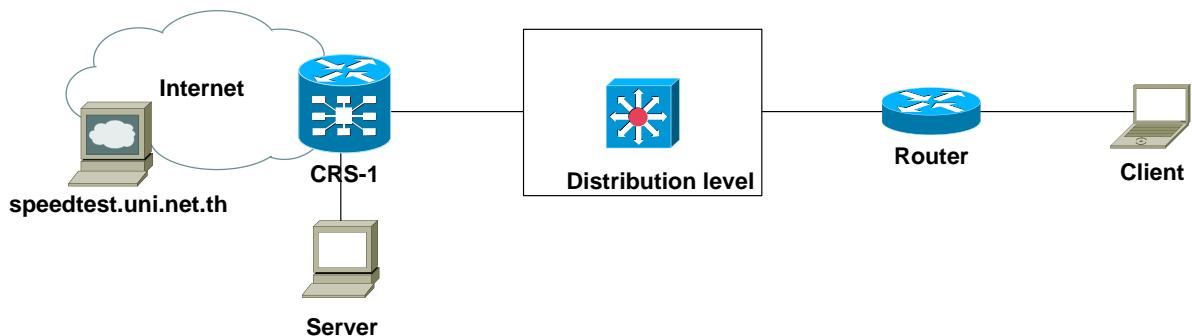 Internet
speedtest.uni.net.th
CRS-1
Server
Distribution level
Router
Client